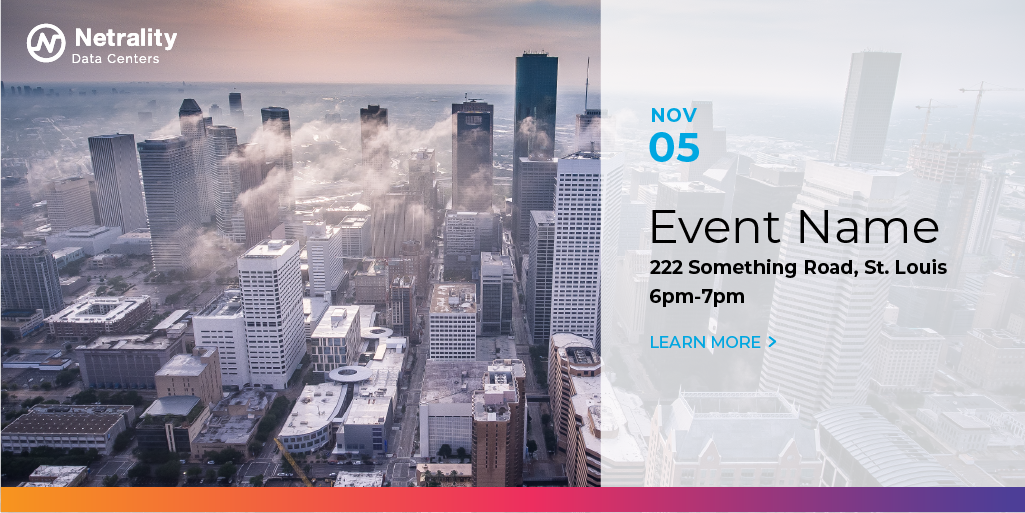 Netrality
Data Centers
NOV
05
Event Name
222 Something Road, St. Louis
6pm-7pm
LEARN MORE >